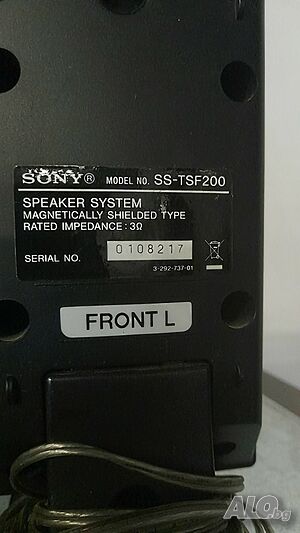 SONY® MODEL NO. SS-TSF200
SPEAKER SYSTEM
MAGNETICALLY SHIELDED TYPE
RATED IMPEDANCE : 3Ω
SERIAL NO. 0108217
3-292-737-01
FRONT L
ALO.bg